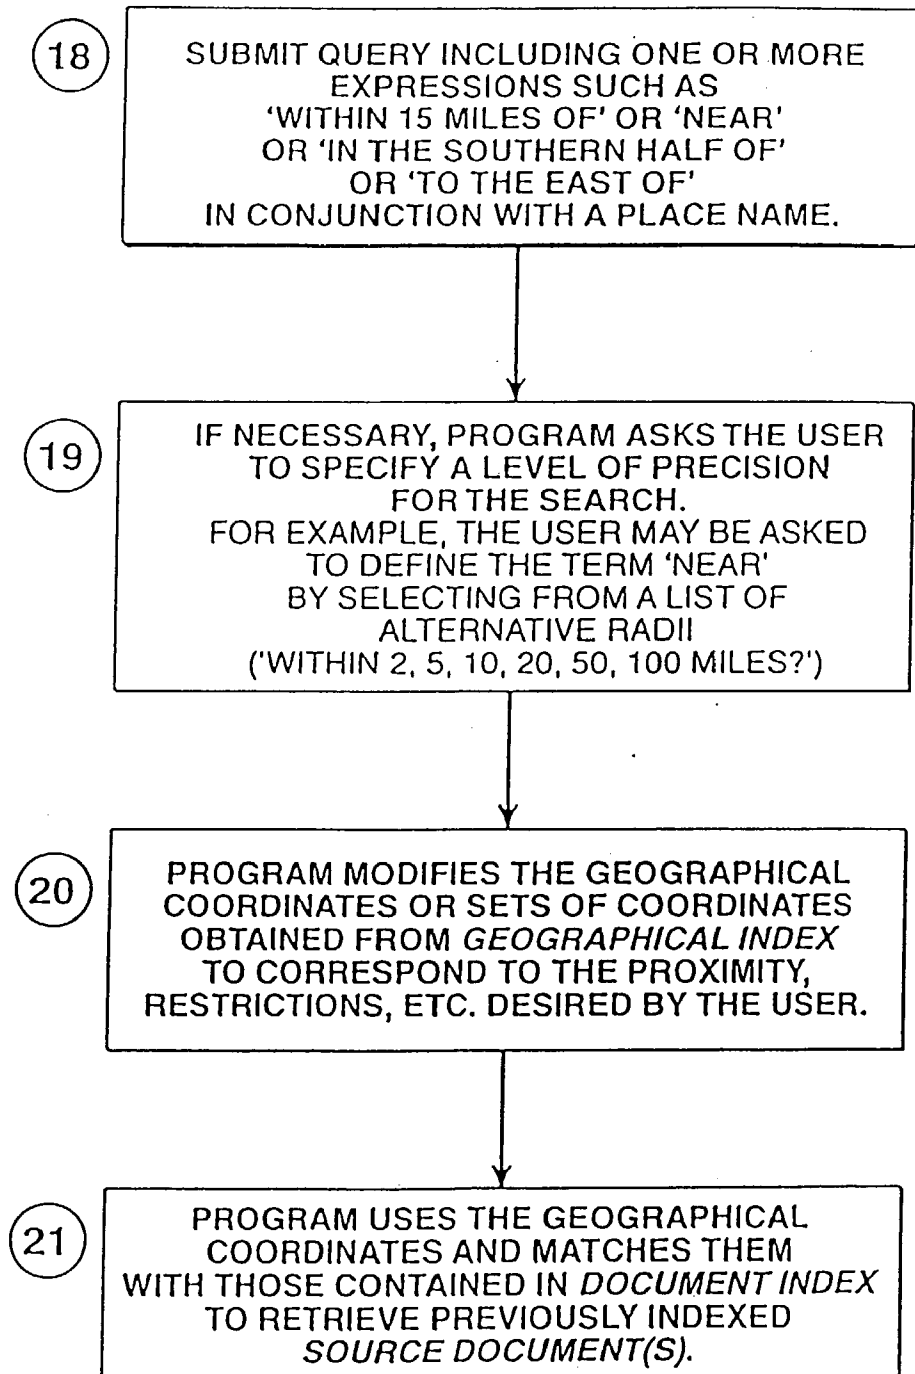 18
SUBMIT QUERY INCLUDING ONE OR MORE
EXPRESSIONS SUCH AS
‘WITHIN 15 MILES OF’ OR ‘NEAR’
OR ‘IN THE SOUTHERN HALF OF’
OR ‘TO THE EAST OF’
IN CONJUNCTION WITH A PLACE NAME.
19
IF NECESSARY, PROGRAM ASKS THE USER
TO SPECIFY A LEVEL OF PRECISION
FOR THE SEARCH.
FOR EXAMPLE, THE USER MAY BE ASKED
TO DEFINE THE TERM ‘NEAR’
BY SELECTING FROM A LIST OF
ALTERNATIVE RADII
('WITHIN 2, 5, 10, 20, 50, 100 MILES?')
20
PROGRAM MODIFIES THE GEOGRAPHICAL
COORDINATES OR SETS OF COORDINATES
OBTAINED FROM GEOGRAPHICAL INDEX
TO CORRESPOND TO THE PROXIMITY,
RESTRICTIONS, ETC. DESIRED BY THE USER.
21
PROGRAM USES THE GEOGRAPHICAL
COORDINATES AND MATCHES THEM
WITH THOSE CONTAINED IN DOCUMENT INDEX
TO RETRIEVE PREVIOUSLY INDEXED
SOURCE DOCUMENT(S).